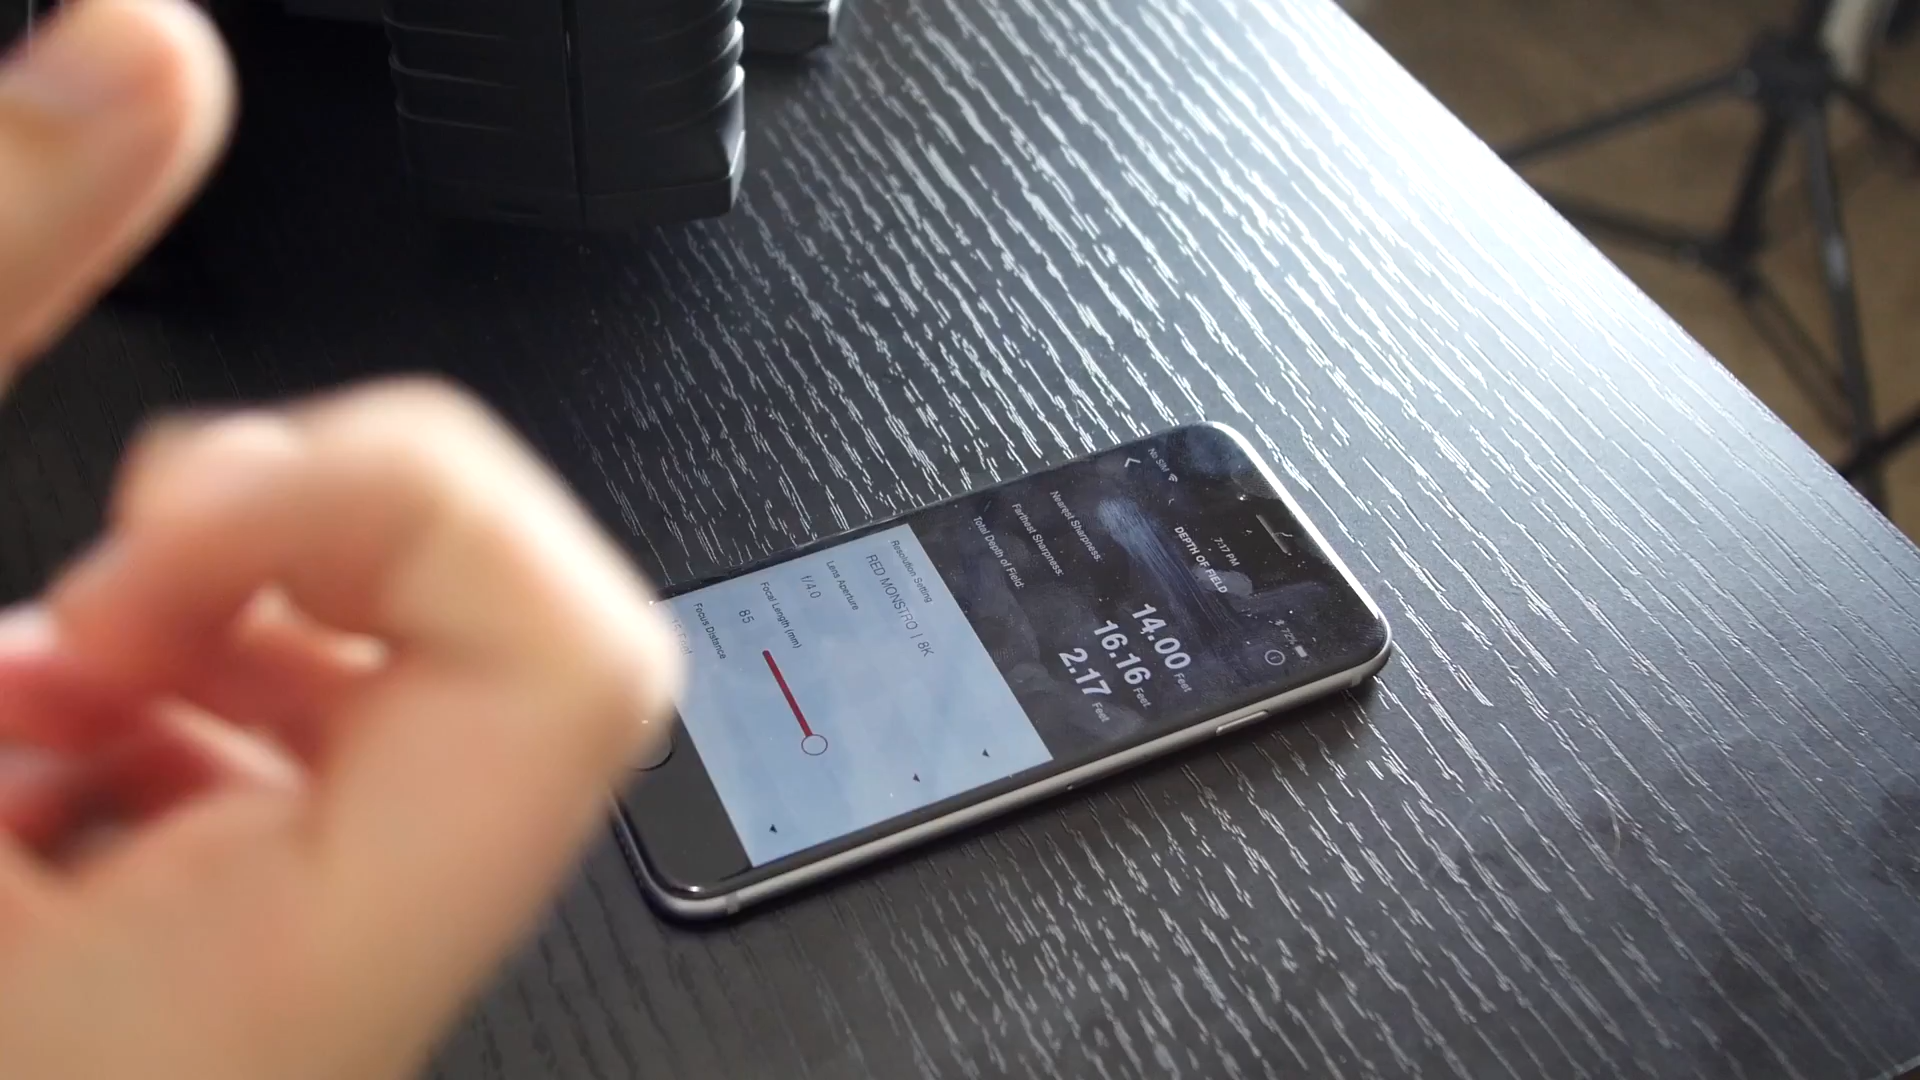 No SIM 7:17 PM
DEPTH OF FIELD
Nearest Sharpness: 14.00 Feet
Farthest Sharpness: 16.16 Feet
Total Depth of Field: 2.17 Feet
Resolution Setting
RED MONSTRO | 8K
Lens Aperture
f/4.0
Focal Length (mm)
85
Focus Distance
15 Feet